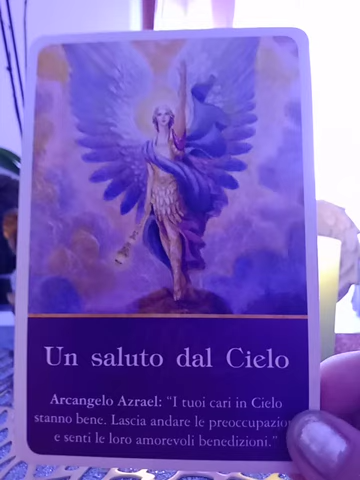 Un saluto dal Cielo
Arcangelo Azrael: “I tuoi cari in Cielo
stanno bene. Lascia andare le preoccupazio
e senti le loro amorevoli benedizioni.”